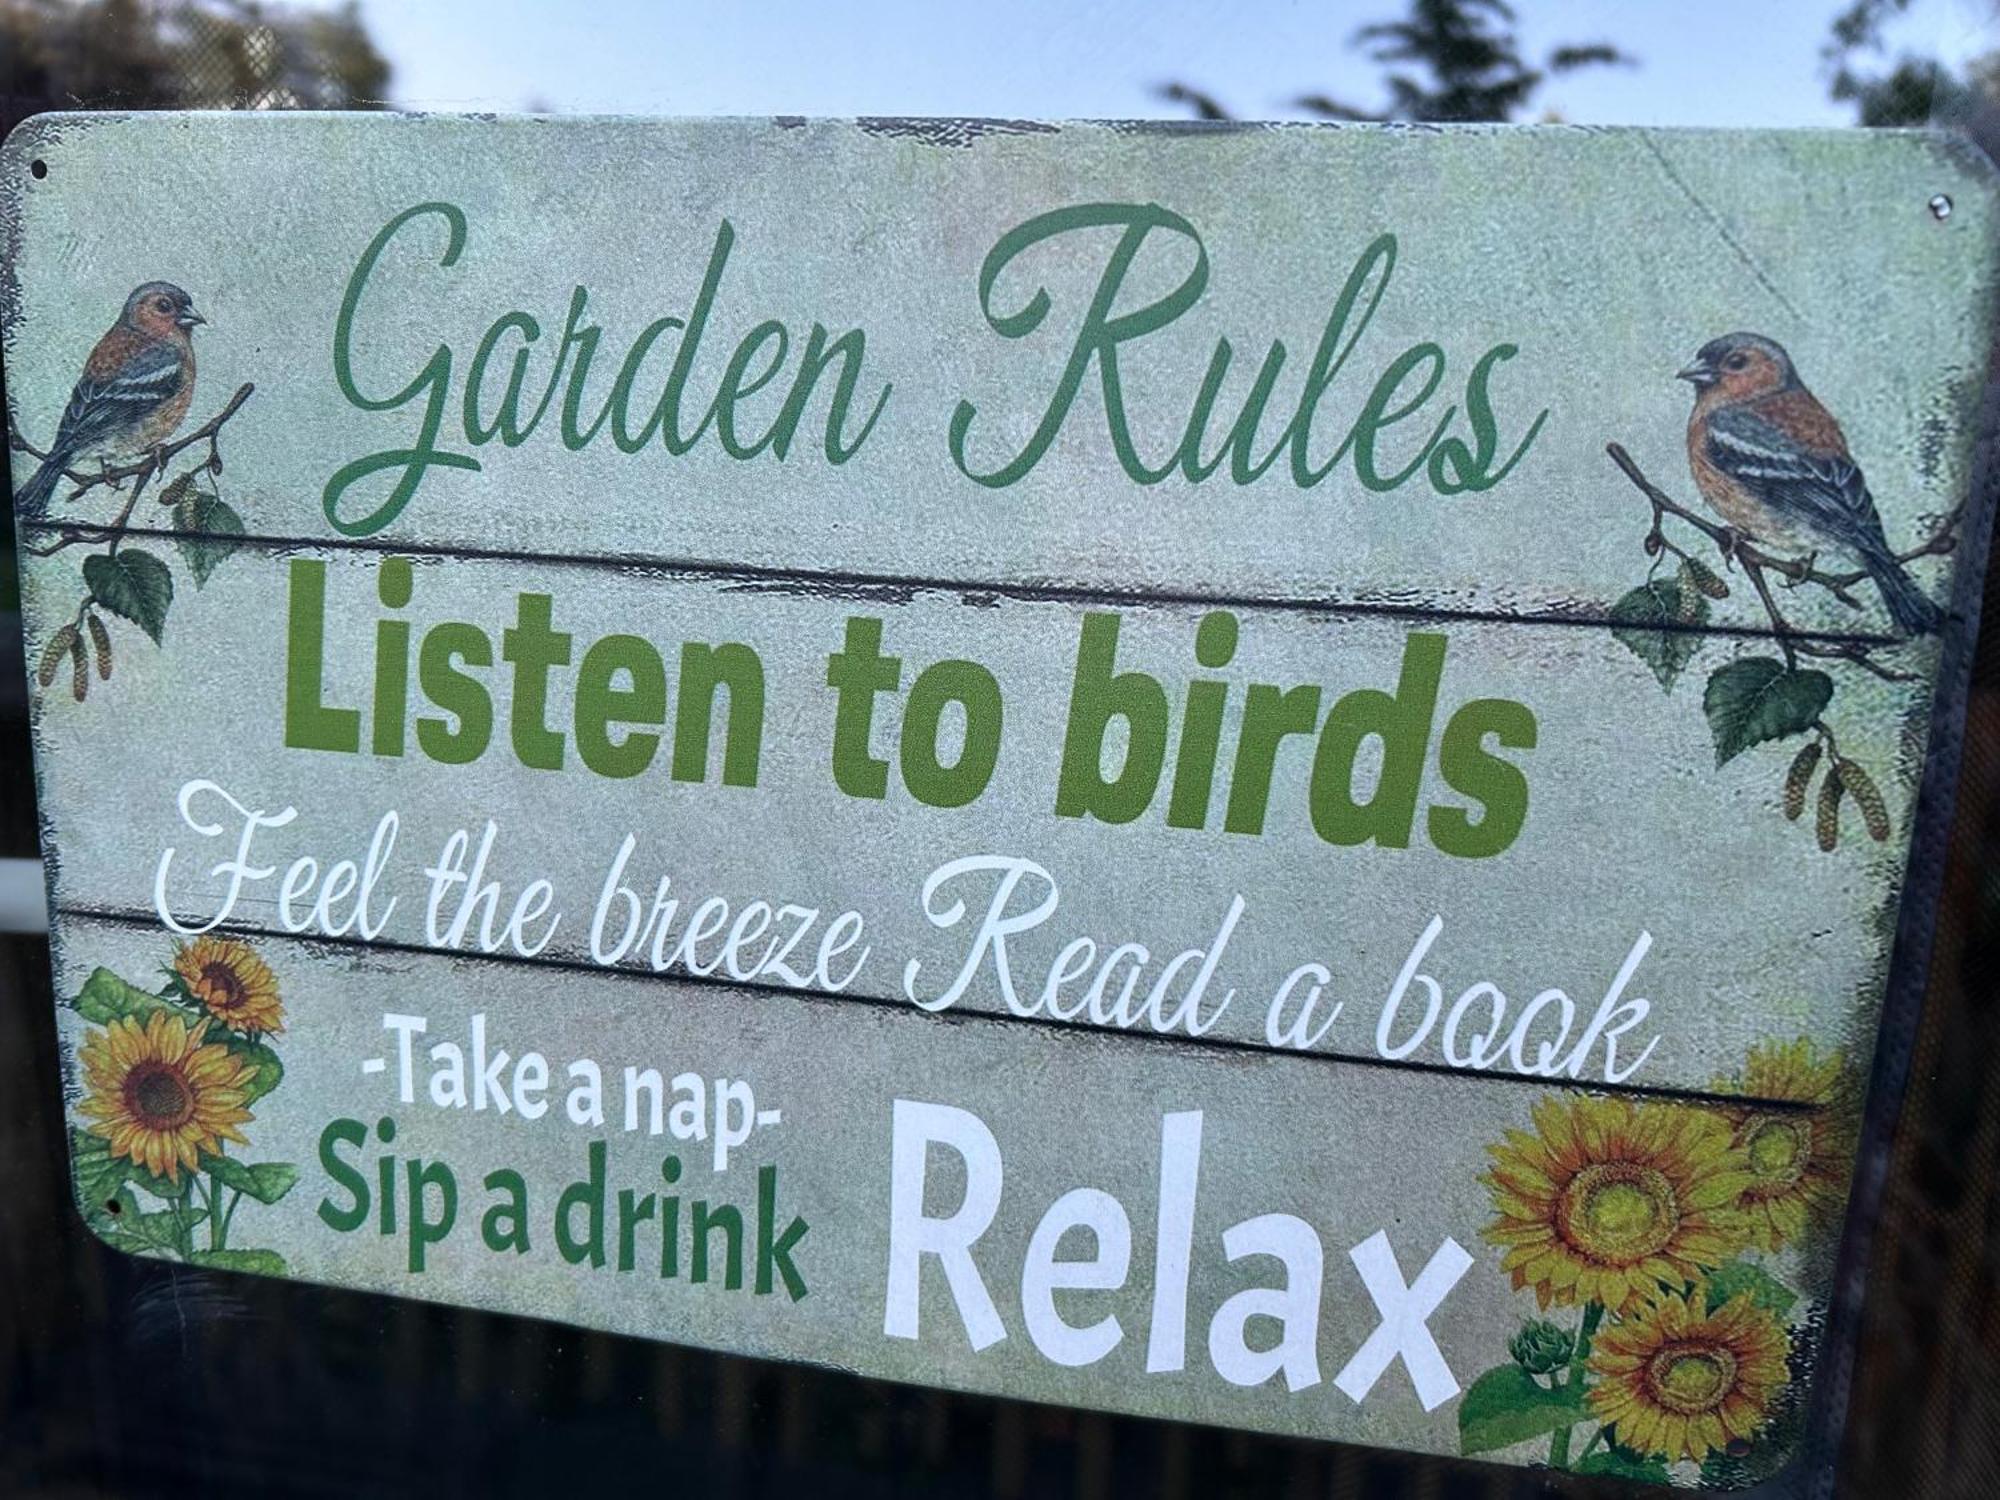 Garden Rules
Listen to birds
Feel the breeze Read a book
-Take a nap-
Sip a drink
Relax